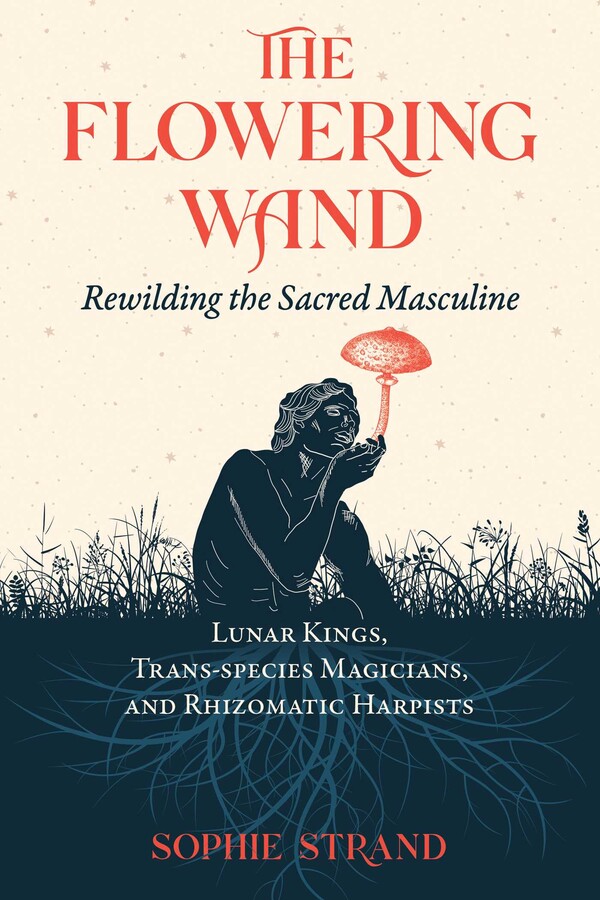 THE
FLOWERING
WAND
Rewilding the Sacred Masculine
LUNAR KINGS,
TRANS-SPECIES MAGICIANS,
AND RHIZOMATIC HARPISTS
SOPHIE STRAND